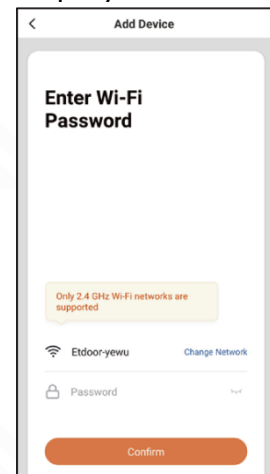 Add Device
Enter Wi-Fi
Password
Only 2.4 GHz Wi-Fi networks are
supported
Etdoor-yewu Change Network
Password
Confirm